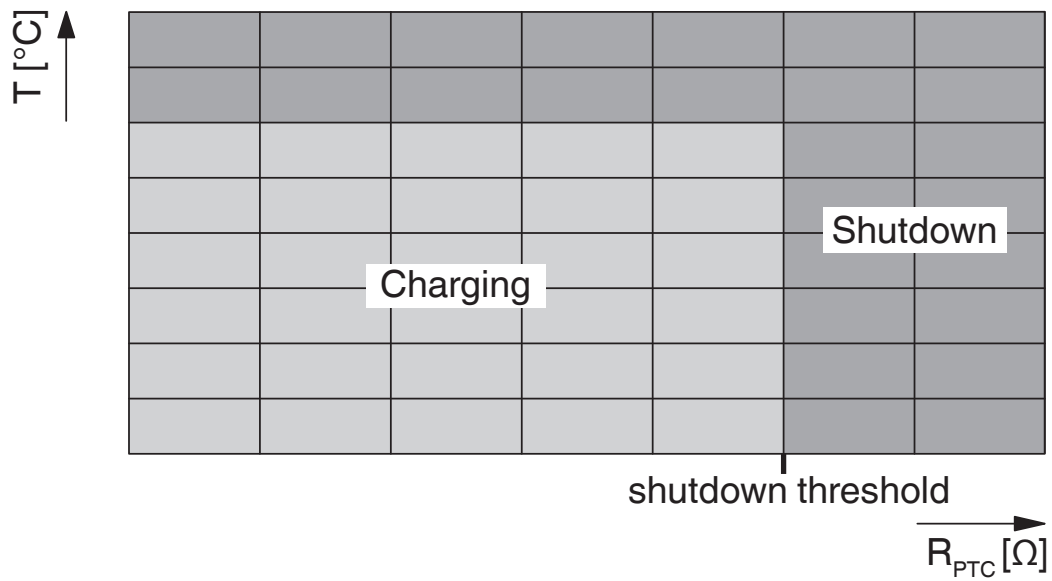 T [°C]
Shutdown
Charging
shutdown threshold
R_PTC [Ω]